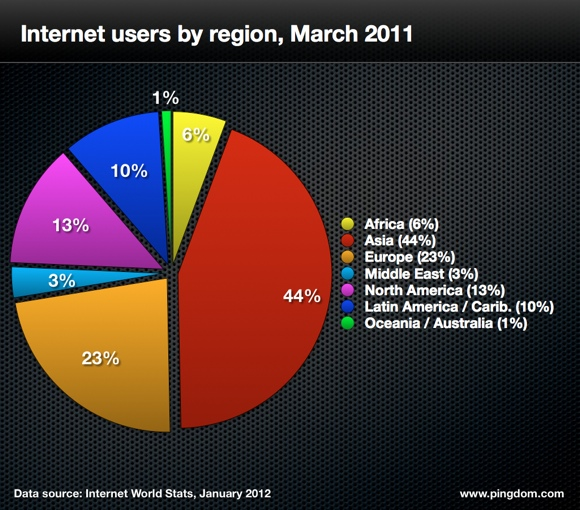 Internet users by region, March 2011
1%
6%
10%
13%
3%
44%
23%
Africa (6%)
Asia (44%)
Europe (23%)
Middle East (3%)
North America (13%)
Latin America / Carib. (10%)
Oceania / Australia (1%)
Data source: Internet World Stats, January 2012
www.pingdom.com